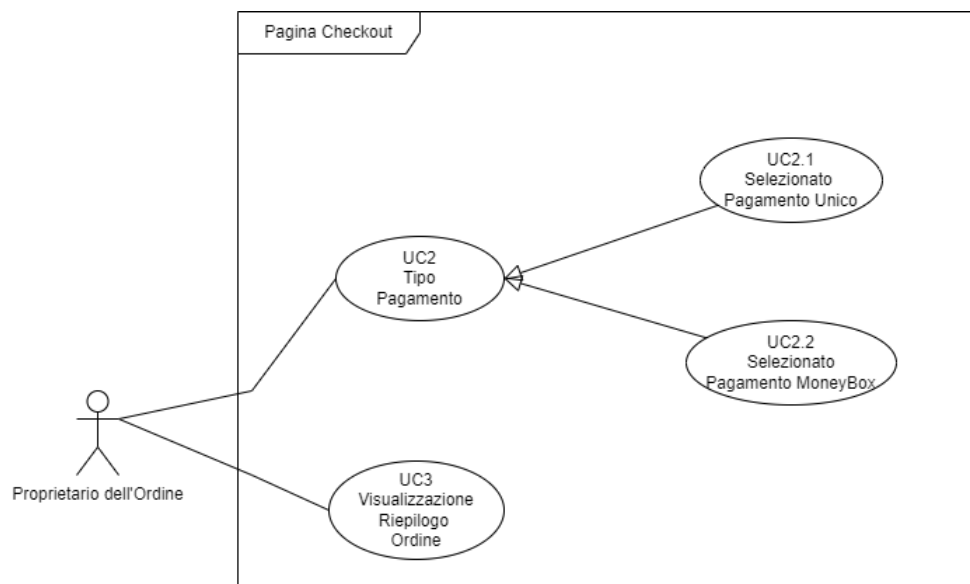 Pagina Checkout
UC2.1
Selezionato
Pagamento Unico
UC2
Tipo
Pagamento
UC2.2
Selezionato
Pagamento MoneyBox
Proprietario dell'Ordine
UC3
Visualizzazione
Riepilogo
Ordine